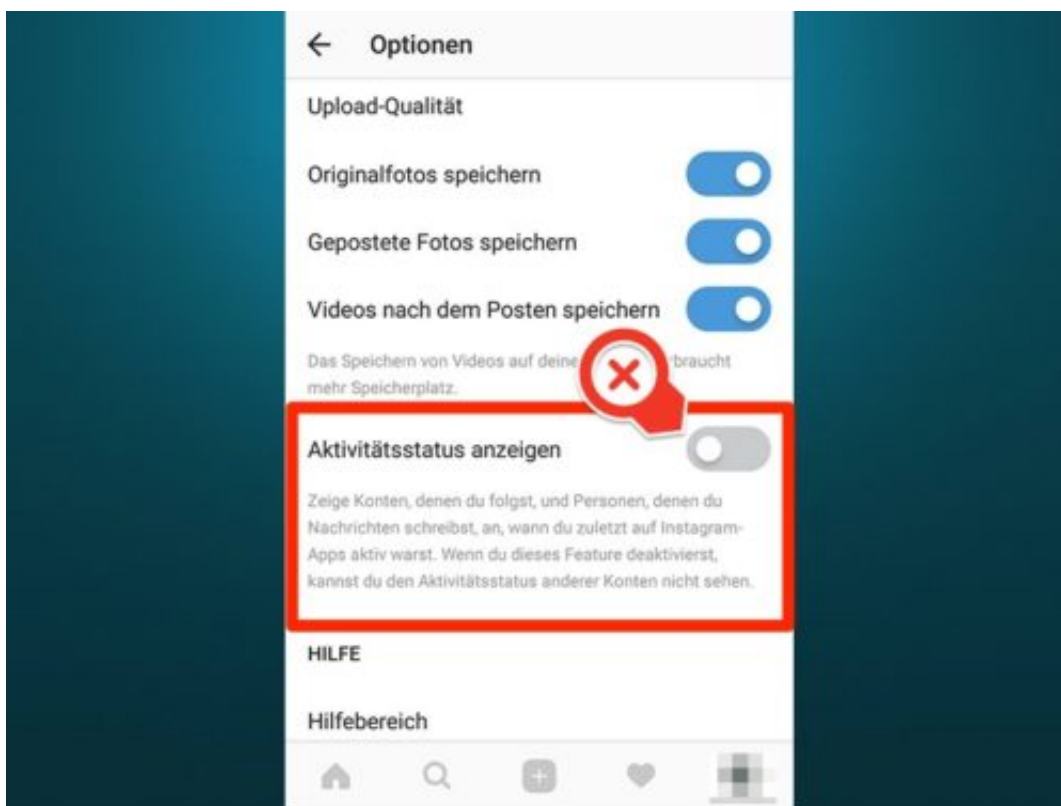 Optionen
Upload-Qualität
Originalfotos speichern
Gepostete Fotos speichern
Videos nach dem Posten speichern
Das Speichern von Videos auf deine braucht
mehr Speicherplatz.
Aktivitätsstatus anzeigen
Zeige Konten, denen du folgst, und Personen, denen du
Nachrichten schreibst, an, wann du zuletzt auf Instagram-
Apps aktiv warst. Wenn du dieses Feature deaktivierst,
kannst du den Aktivitätsstatus anderer Konten nicht sehen.
HILFE
Hilfebereich